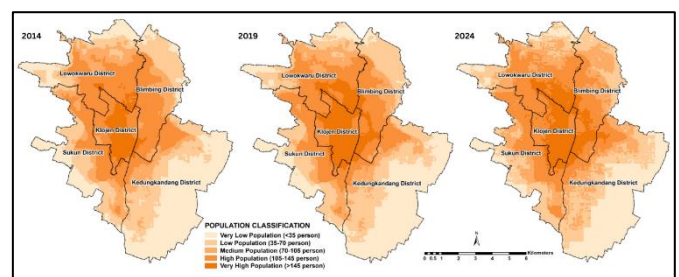 2014
Lowokwaru District
Blimbing District
Klojen District
Sukun District
Kedungkandang District
2019
Lowokwaru District
Blimbing District
Klojen District
Sukun District
Kedungkandang District
2024
Lowokwaru District
Blimbing District
Klojen District
Sukun District
Kedungkandang District
POPULATION CLASSIFICATION
Very Low Population (<35 person)
Low Population (35-70 person)
Medium Population (70-105 person)
High Population (105-145 person)
Very High Population (>145 person)
Kilometers